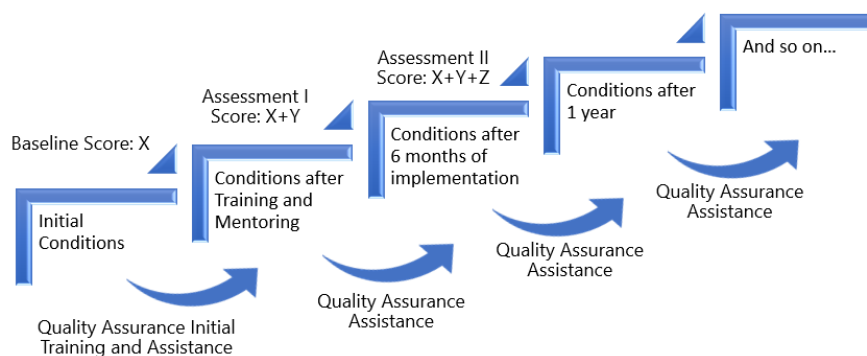 Baseline Score: X
Initial
Conditions
Quality Assurance Initial
Training and Assistance
Assessment I
Score: X+Y
Conditions after
Training and
Mentoring
Quality Assurance
Assistance
Assessment II
Score: X+Y+Z
Conditions after
6 months of
implementation
Quality Assurance
Assistance
Conditions after
1 year
Quality Assurance
Assistance
And so on...